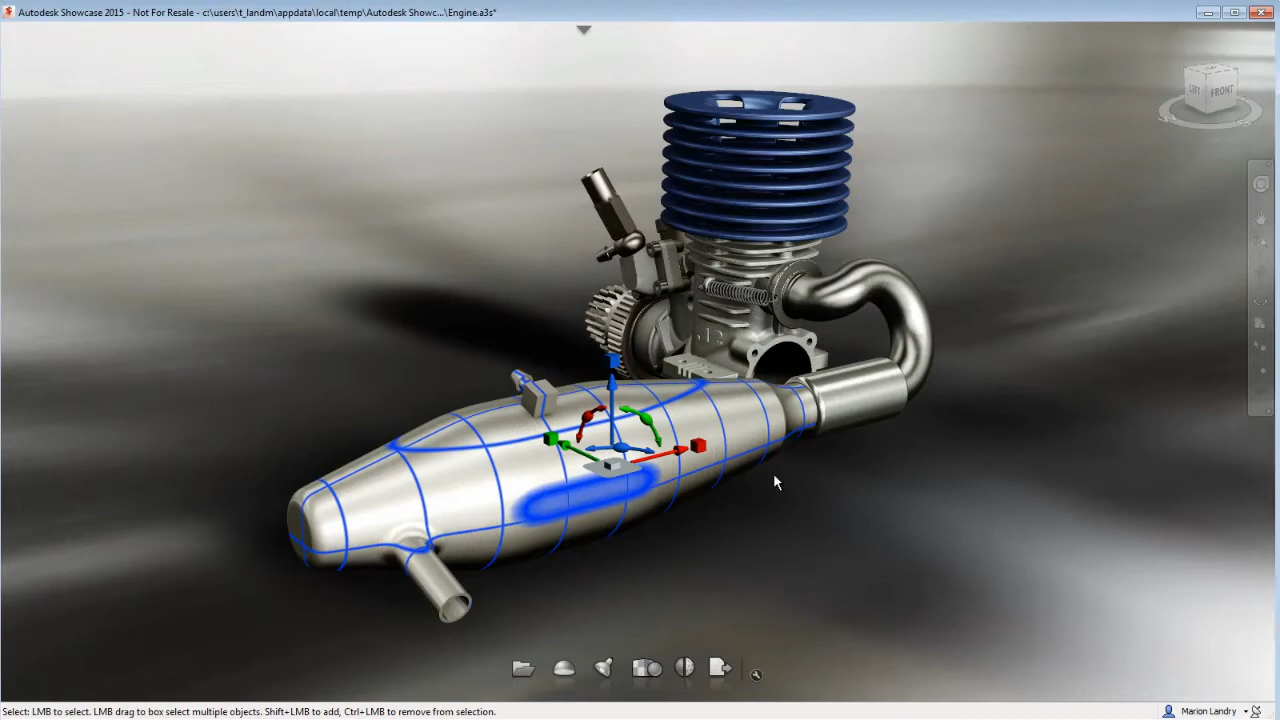 Autodesk Showcase 2015 - Not For Resale - c:\users\t_landm\appdata\local\temp\Autodesk Showc...\Engine.a3s*
LEFT
FRONT
Select: LMB to select. LMB drag to box select multiple objects. Shift+LMB to add, Ctrl+LMB to remove from selection.
Marion Landry